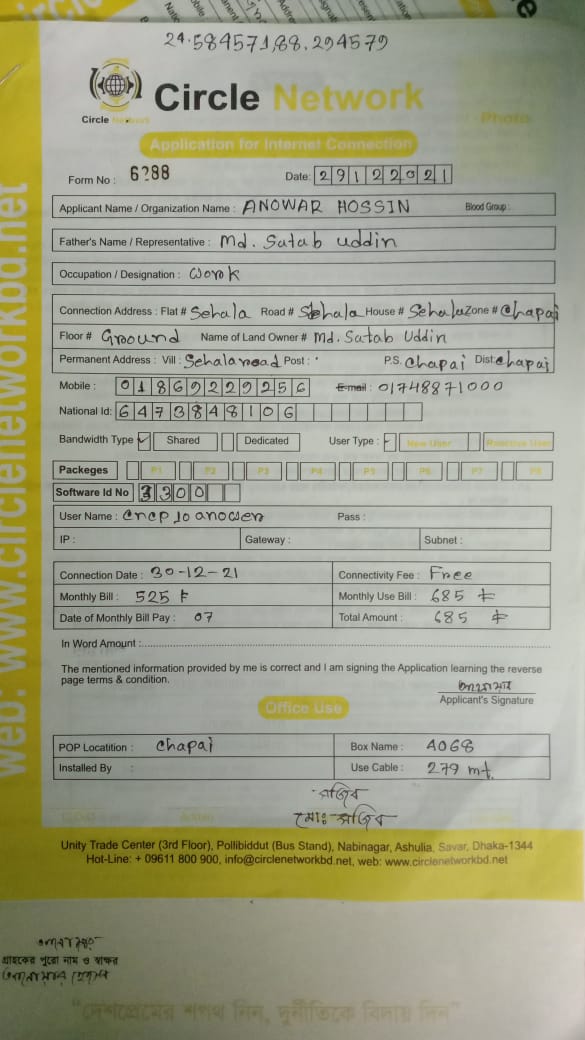 24.584571,88.294579
Circle Network
Circle Network
Photo
Application for Internet Connection
Form No : 6288 Date: 29122021
Applicant Name / Organization Name : ANOWAR HOSSIN Blood Group :
Father's Name / Representative : Md. Satab uddin
Occupation / Designation : Work
Connection Address : Flat # Sehala Road # Sehala House # Sehala Zone # Chapai
Floor # Ground Name of Land Owner # Md. Satab Uddin
Permanent Address : Vill : Sehalaroad Post : P.S. Chapai Dist: Chapai
Mobile : 01869229256 E-mail : 01748871000
National Id: 6473848106
Bandwidth Type Shared Dedicated User Type : New User Reactive User
Packeges P1 P2 P3 P4 P5 P6 P7 P8
Software Id No 3300
User Name : cncp10anower Pass :
IP : Gateway : Subnet :
Connection Date : 30-12-21 Connectivity Fee : Free
Monthly Bill : 525 ৳ Monthly Use Bill : 685 ৳
Date of Monthly Bill Pay : 07 Total Amount : 685 ৳
In Word Amount :
The mentioned information provided by me is correct and I am signing the Application learning the reverse
page terms & condition.
Applicant's Signature
Office Use
POP Locatition : Chapai Box Name : A068
Installed By : Use Cable : 279 mt.
মোঃ
Unity Trade Center (3rd Floor), Pollibiddut (Bus Stand), Nabinagar, Ashulia, Savar, Dhaka-1344
Hot-Line: + 09611 800 900, info@circlenetworkbd.net, web: www.circlenetworkbd.net
web: www.circlenetworkbd.net
গ্রাহকের পুরো নাম ও স্বাক্ষর
"দেশপ্রেমের শপথ নিন, দুর্নীতিকে বিদায় দিন"